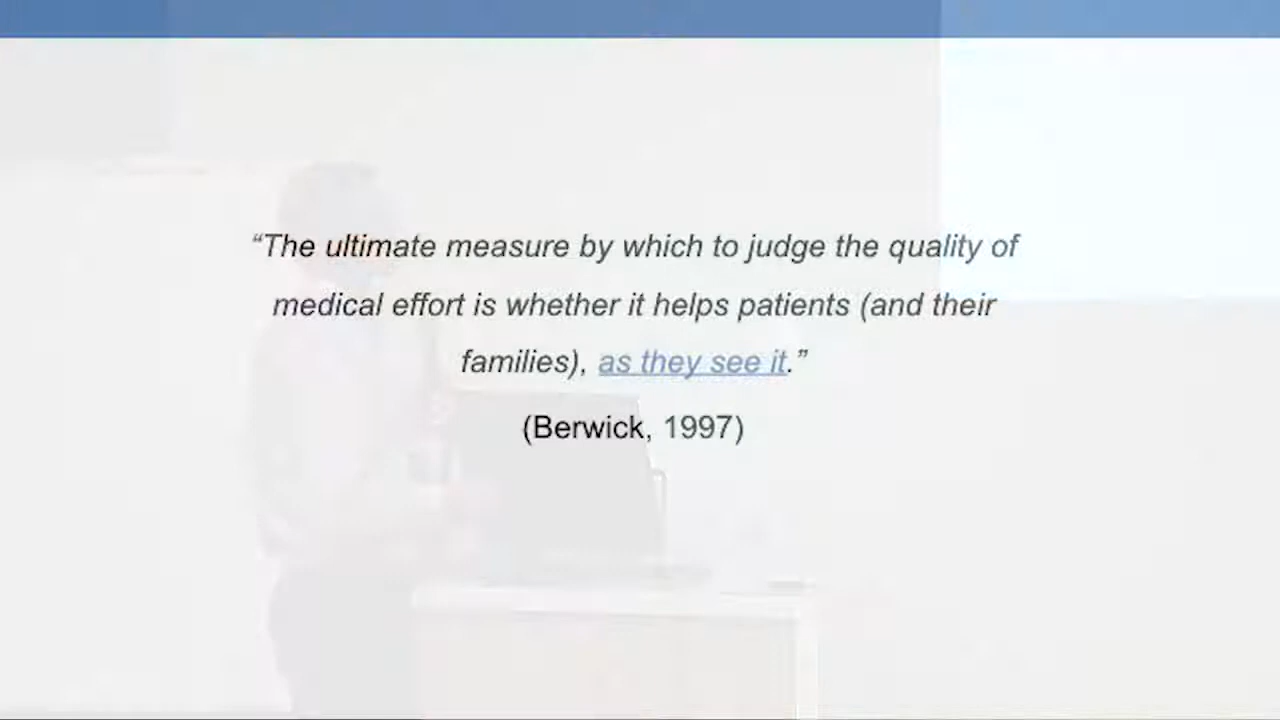 “The ultimate measure by which to judge the quality of
medical effort is whether it helps patients (and their
families), as they see it.”
(Berwick, 1997)